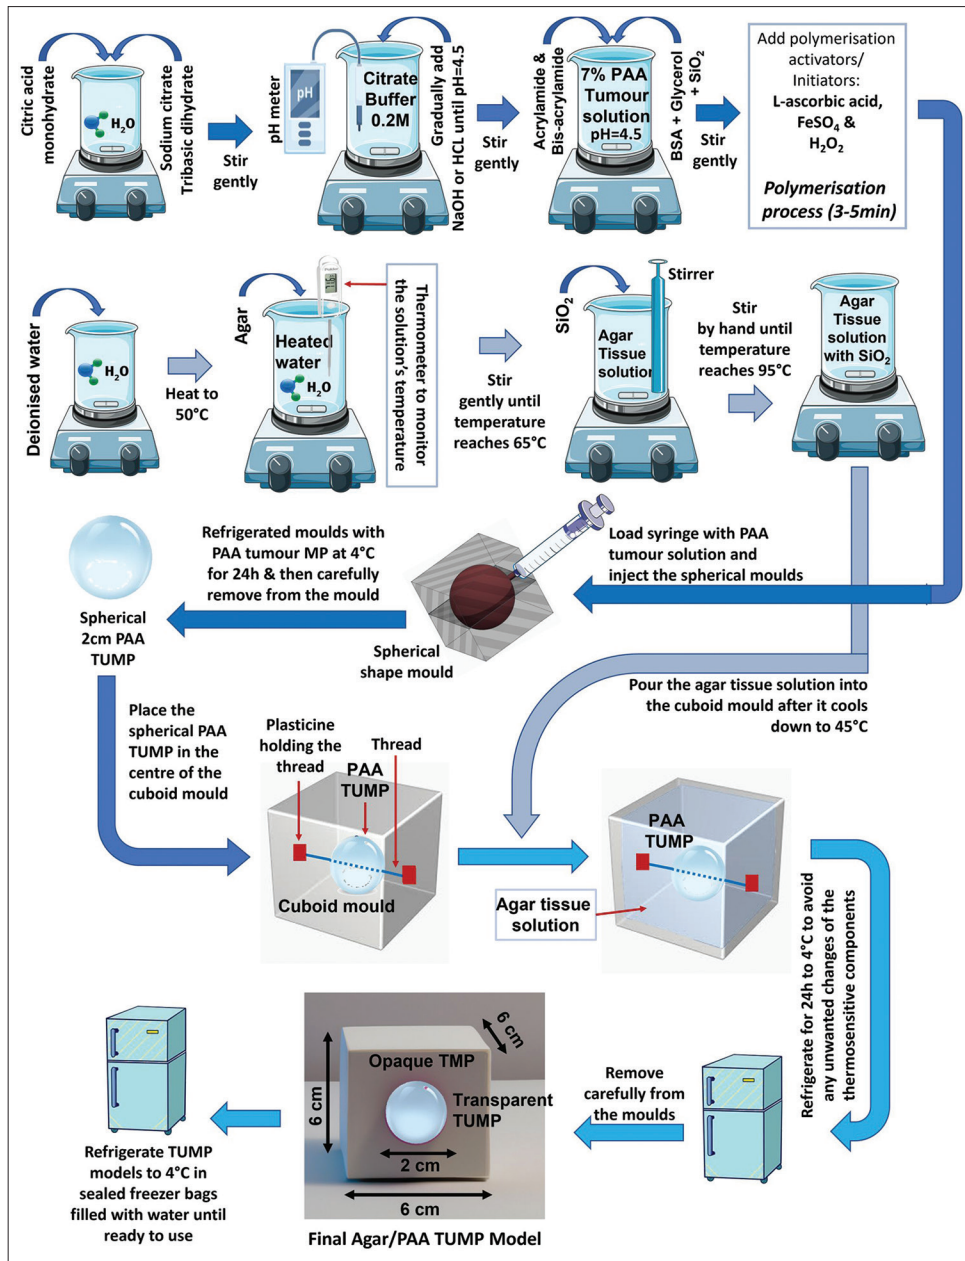 Citric acid
monohydrate
H₂O
Sodium citrate
Tribasic dihydrate
Stir
gently
pH meter
pH
Citrate
Buffer
0.2M
Gradually add
NaOH or HCL until pH=4.5
Stir
gently
Acrylamide &
Bis-acrylamide
7% PAA
Tumour
solution
pH=4.5
BSA + Glycerol
+ SiO₂
Stir
gently
Add polymerisation
activators/
Initiators:
L-ascorbic acid,
FeSO₄ &
H₂O₂
Polymerisation
process (3-5min)
Deionised water
H₂O
Heat to
50°C
Agar
Heated
water
H₂O
Thermometer to monitor
the solution's temperature
Stir
gently until
temperature
reaches 65°C
SiO₂
Stirrer
Agar Tissue
solution
Stir
by hand until
temperature
reaches 95°C
Agar
Tissue
solution
with SiO₂
Refrigerated moulds with
PAA tumour MP at 4°C
for 24h & then carefully
remove from the mould
Load syringe with PAA
tumour solution and
inject the spherical moulds
Spherical
2cm PAA
TUMP
Spherical
shape mould
Pour the agar tissue solution into
the cuboid mould after it cools
down to 45°C
Place the
spherical PAA
TUMP in the
centre of the
cuboid mould
Plasticine
holding the
thread
Thread
PAA
TUMP
Cuboid mould
PAA
TUMP
Agar tissue
solution
Refrigerate for 24h to 4°C to avoid
any unwanted changes of the
thermosensitive components
6 cm
Opaque TMP
6 cm
Transparent
TUMP
2 cm
6 cm
Remove
carefully from
the moulds
Refrigerate TUMP
models to 4°C in
sealed freezer bags
filled with water until
ready to use
Final Agar/PAA TUMP Model